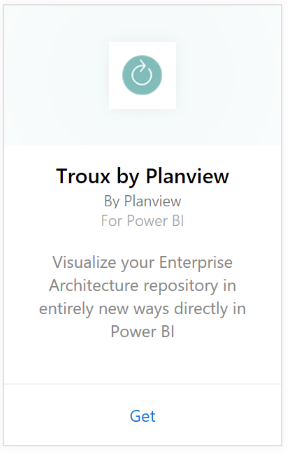 Troux by Planview
By Planview
For Power BI
Visualize your Enterprise
Architecture repository in
entirely new ways directly in
Power BI
Get